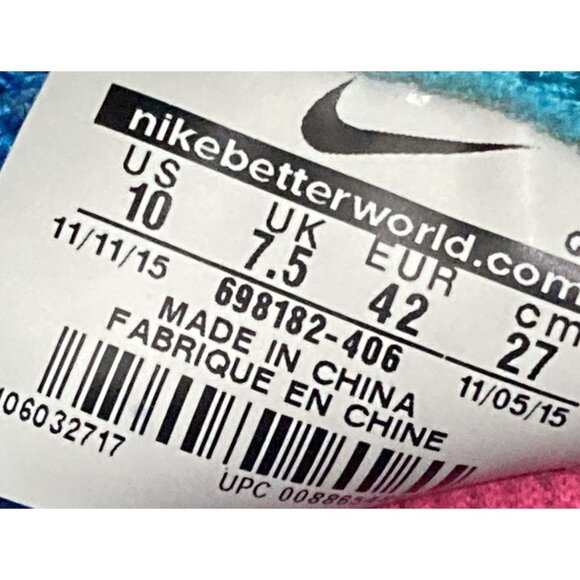 nikebetterworld.com
US UK EUR cm
10 7.5 42 27
11/11/15 698182-406 11/05/15
MADE IN CHINA
FABRIQUE EN CHINE
06032717
UPC 008865